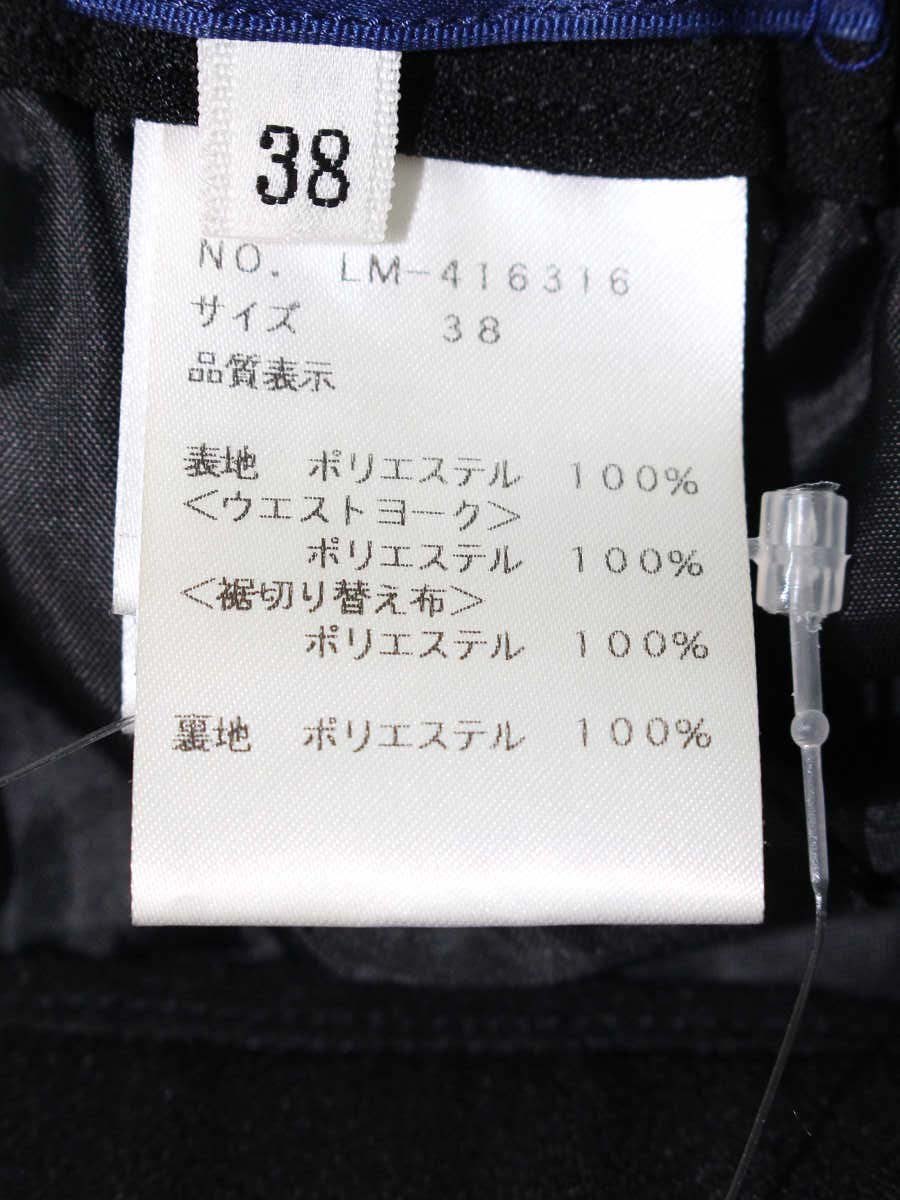 38
NO. LM-416316
サイズ 38
品質表示
表地 ポリエステル 100%
<ウエストヨーク>
ポリエステル 100%
<裾切り替え布>
ポリエステル 100%
裏地 ポリエステル 100%